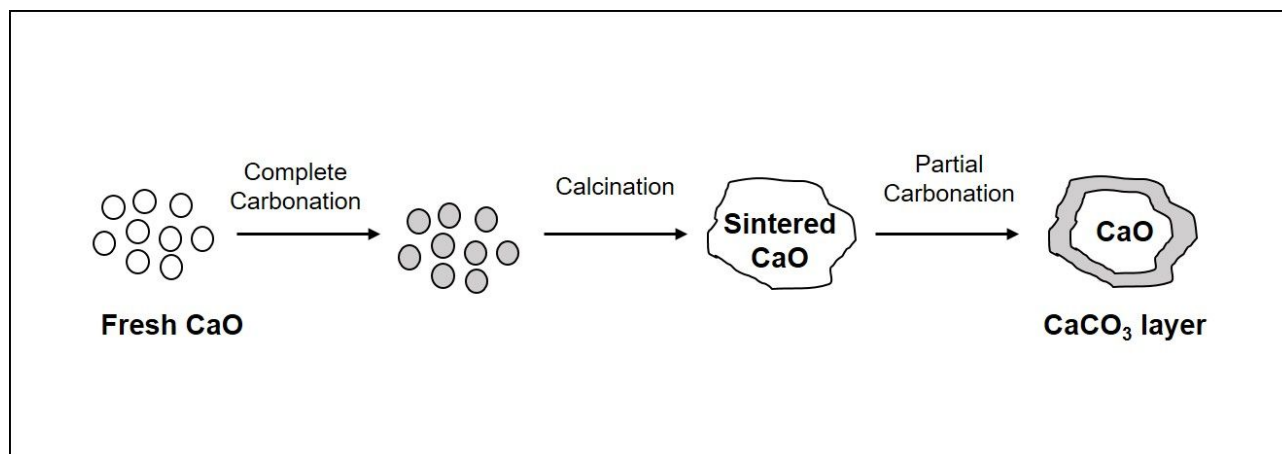 Complete
Carbonation
Calcination
Partial
Carbonation
Sintered
CaO
CaO
Fresh CaO
CaCO₃ layer